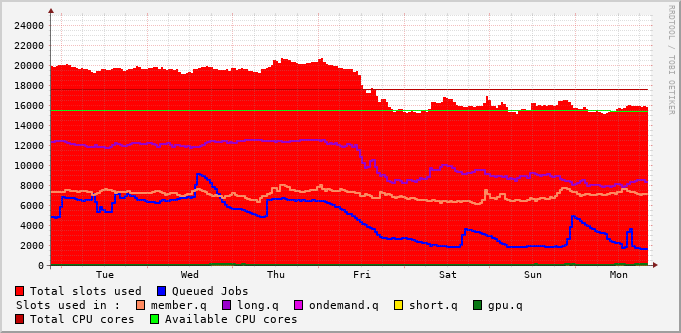 24000
22000
20000
18000
16000
14000
12000
10000
8000
6000
4000
2000
0
Tue Wed Thu Fri Sat Sun Mon
Total slots used Queued Jobs
Slots used in : member.q long.q ondemand.q short.q gpu.q
Total CPU cores Available CPU cores
RRDTOOL / TOBI OETIKER